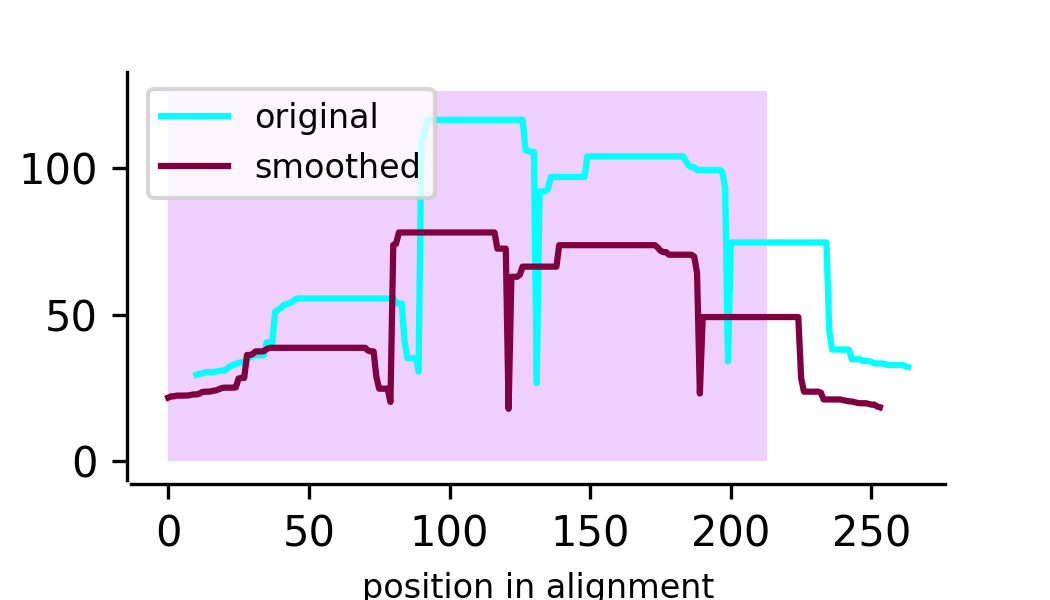 original
smoothed
100
50
0
0 50 100 150 200 250
position in alignment